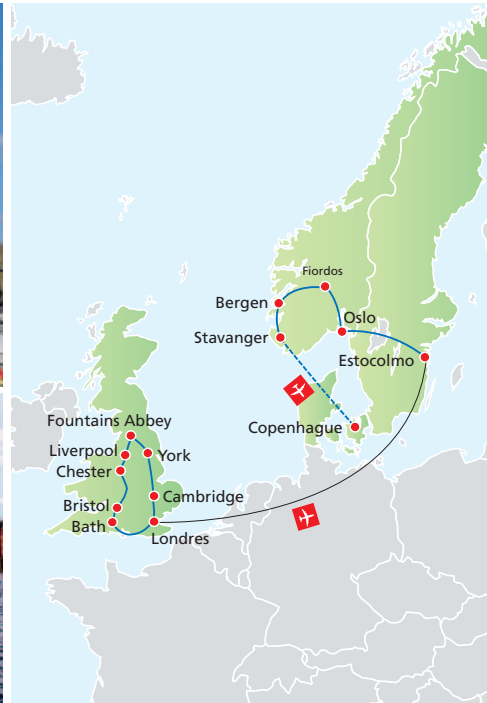 Fiordos
Bergen
Oslo
Stavanger
Estocolmo
Copenhague
Fountains Abbey
Liverpool
York
Chester
Cambridge
Bristol
Bath
Londres